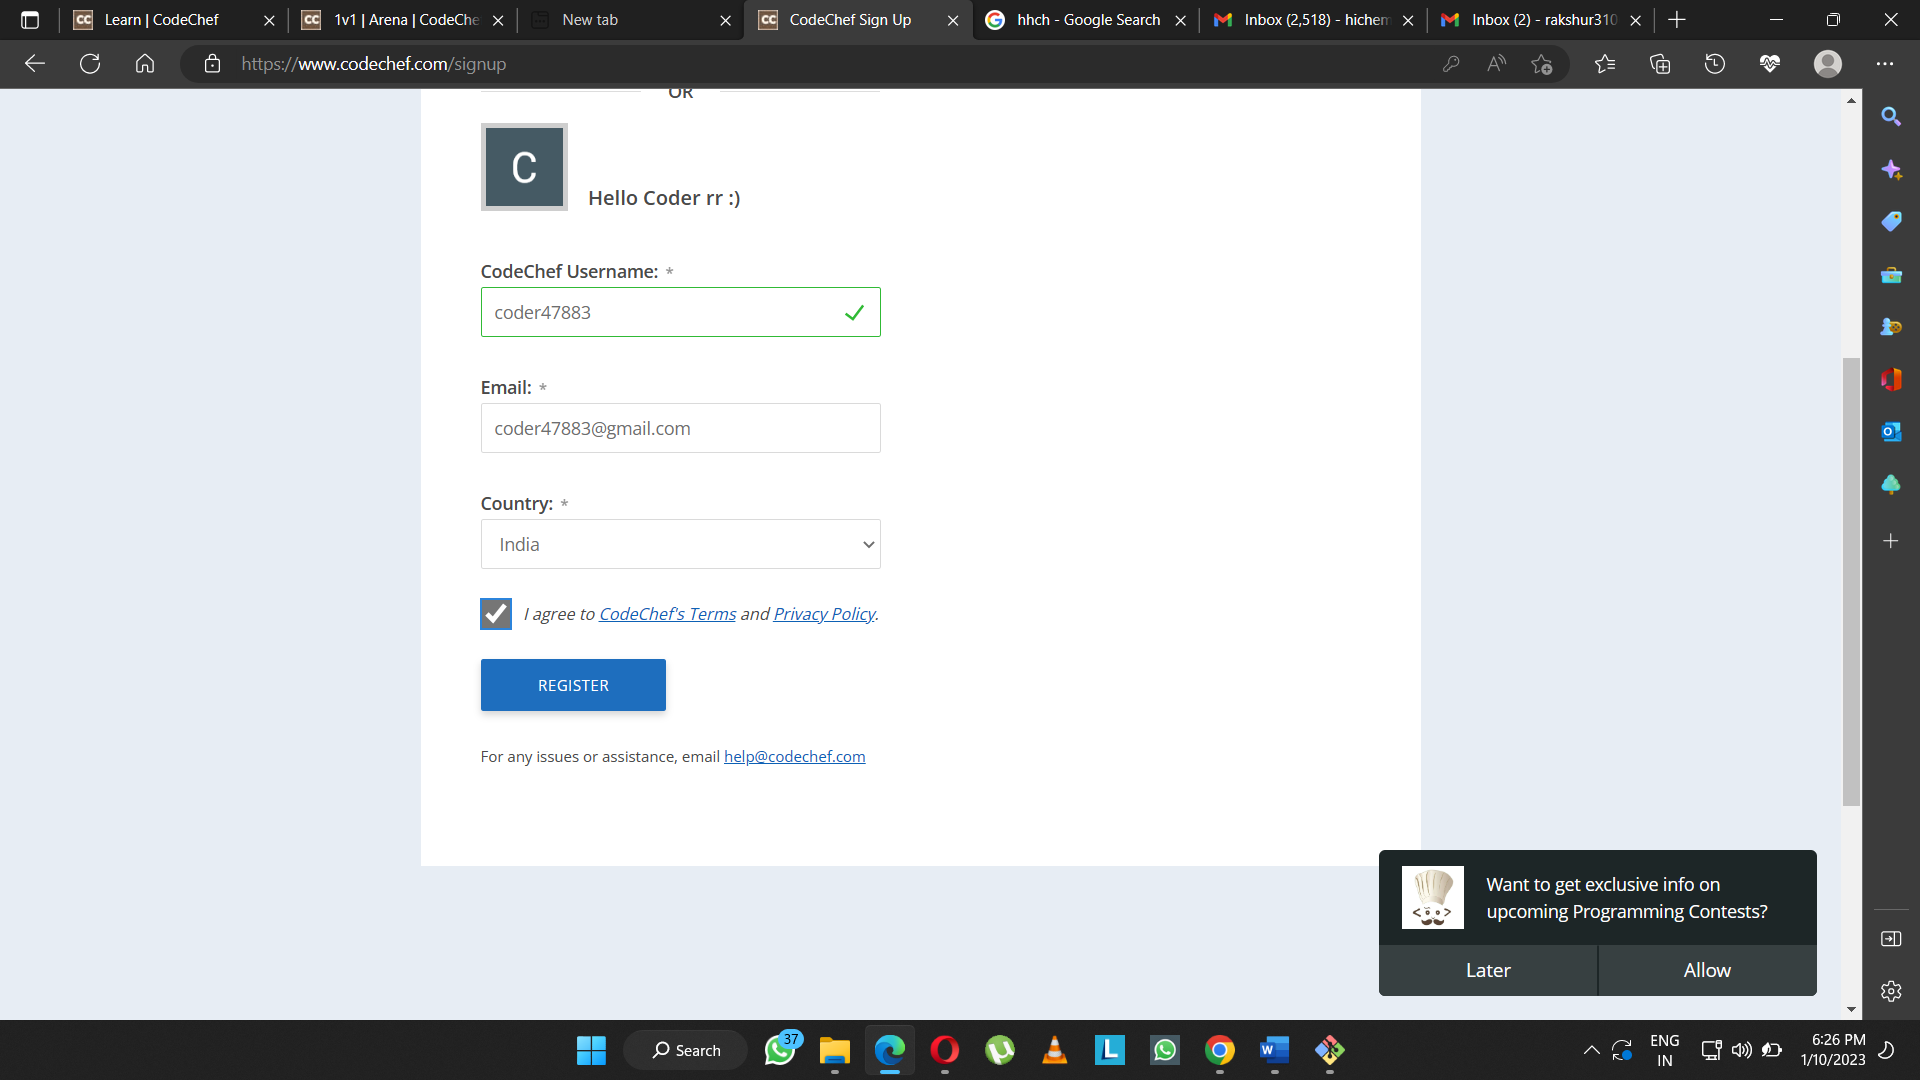 Learn | CodeChef
1v1 | Arena | CodeChe
New tab
CodeChef Sign Up
hhch - Google Search
Inbox (2,518) - hichem
Inbox (2) - rakshur310
https://www.codechef.com/signup
OR
C
Hello Coder rr :)
CodeChef Username: *
coder47883
Email: *
coder47883@gmail.com
Country: *
India
I agree to CodeChef's Terms and Privacy Policy.
REGISTER
For any issues or assistance, email help@codechef.com
Want to get exclusive info on
upcoming Programming Contests?
Later
Allow
Search
37
ENG
IN
6:26 PM
1/10/2023